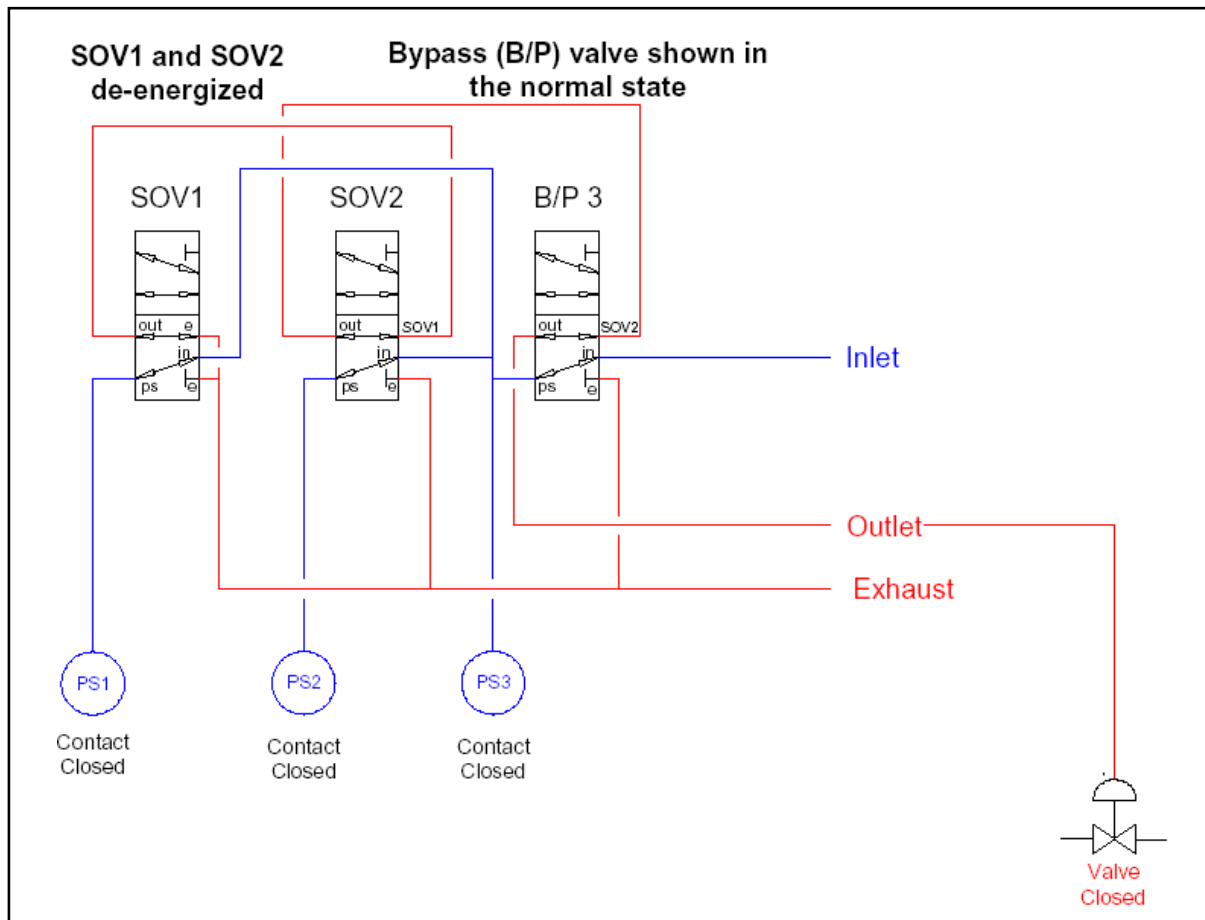 SOV1 and SOV2
de-energized
Bypass (B/P) valve shown in
the normal state
SOV1
SOV2
B/P 3
out e
in
ps e
out SOV1
in
ps e
out SOV2
in
ps e
Inlet
Outlet
Exhaust
PS1
PS2
PS3
Contact
Closed
Contact
Closed
Contact
Closed
Valve
Closed